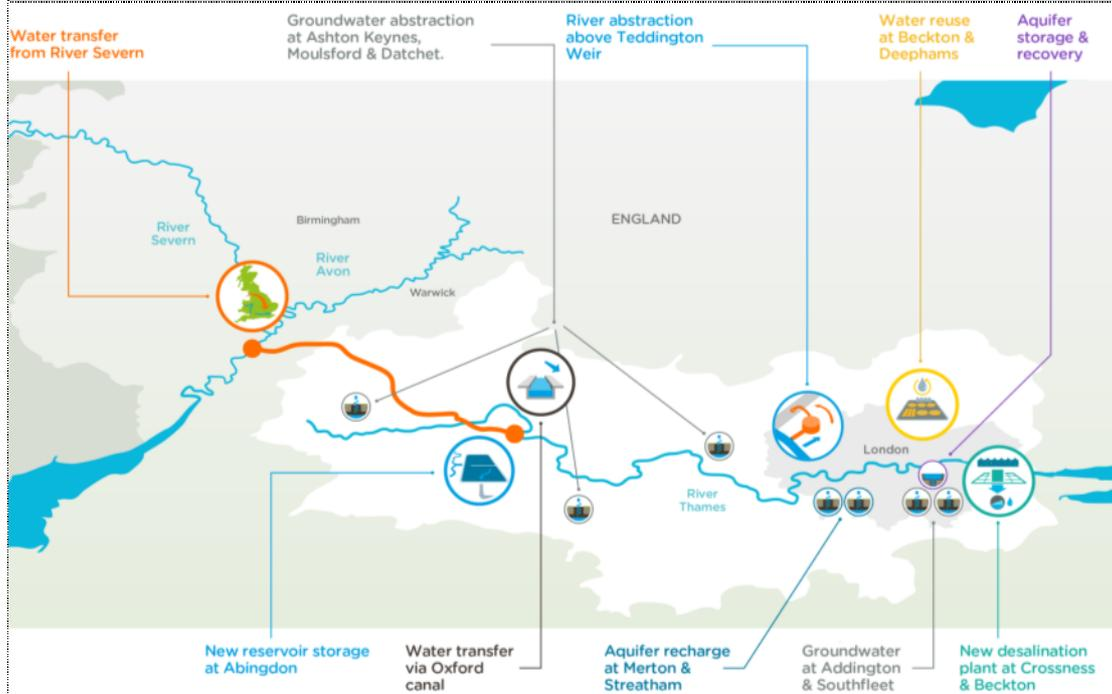 Water transfer
from River Severn
Groundwater abstraction
at Ashton Keynes,
Moulsford & Datchet.
River abstraction
above Teddington
Weir
Water reuse
at Beckton &
Deephams
Aquifer
storage &
recovery
River
Severn
Birmingham
River
Avon
ENGLAND
Warwick
London
River
Thames
New reservoir storage
at Abingdon
Water transfer
via Oxford
canal
Aquifer recharge
at Merton &
Streatham
Groundwater
at Addington
& Southfleet
New desalination
plant at Crossness
& Beckton